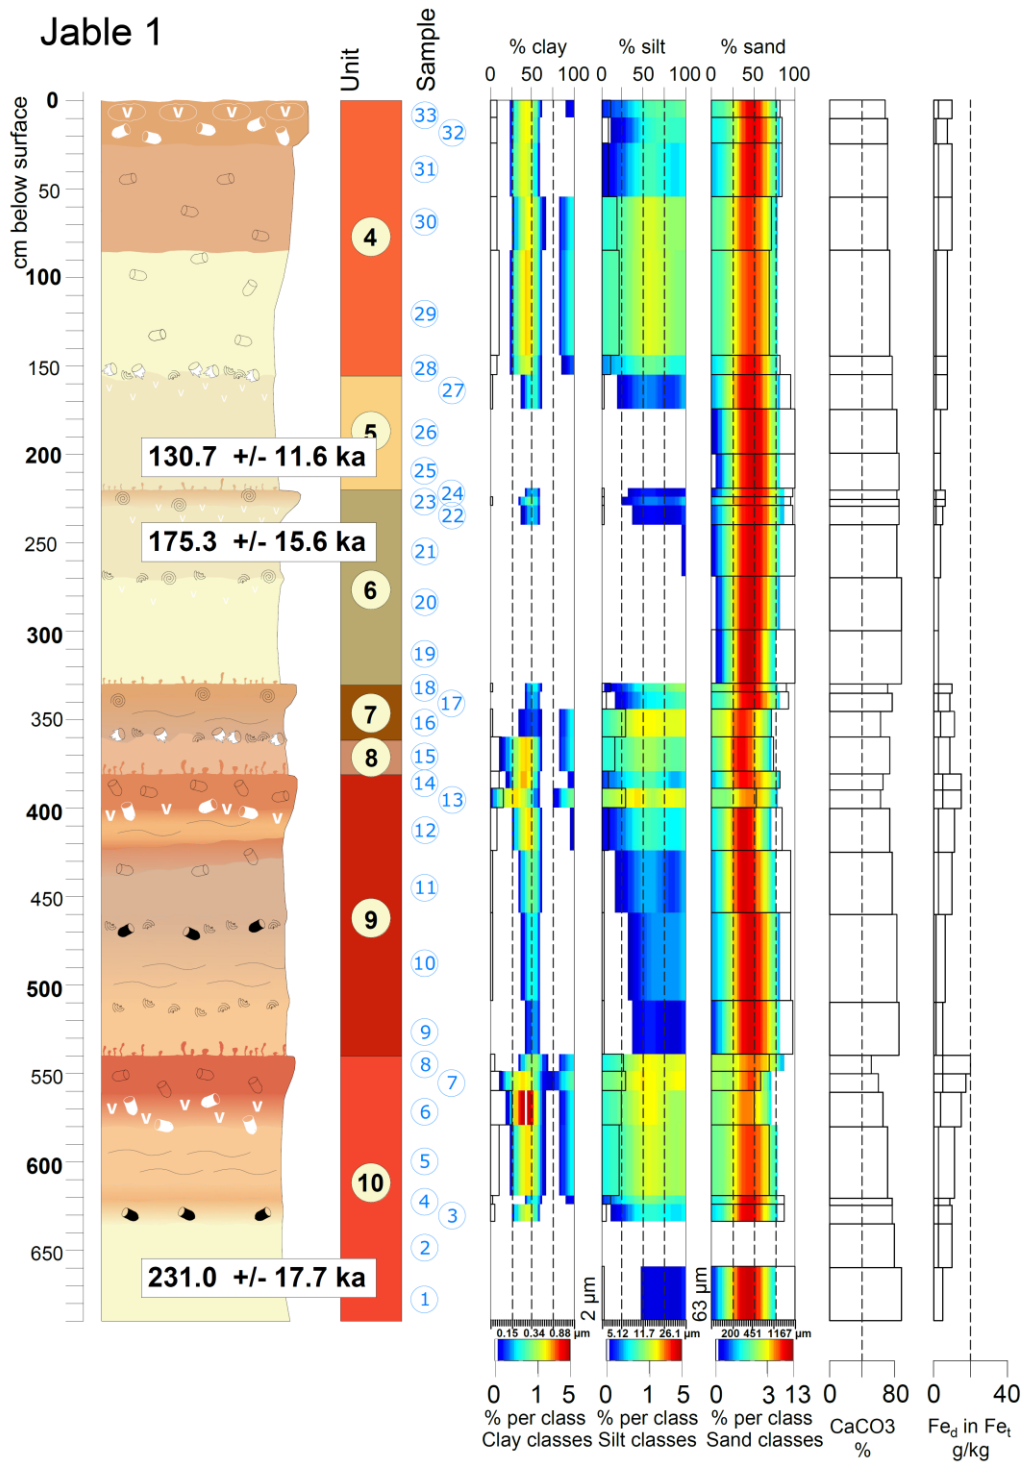 Jable 1
cm below surface
Unit
Sample
% clay
% silt
% sand
0 50 100
0 50 100
0 50 100
0
50
100
150
200
250
300
350
400
450
500
550
600
650
4
5
6
7
8
9
10
33
32
31
30
29
28
27
26
25
24
23
22
21
20
19
18
17
16
15
14
13
12
11
10
9
8
7
6
5
4
3
2
1
V V V V
130.7 +/- 11.6 ka
175.3 +/- 15.6 ka
231.0 +/- 17.7 ka
2 µm
63 µm
0.15 0.34 0.88 µm
5.12 11.7 26.1 µm
200 451 1167 µm
0 1 5
0 1 5
0 3 13
0 80
0 40
% per class
Clay classes
% per class
Silt classes
% per class
Sand classes
CaCO3
%
Fed in Fet
g/kg